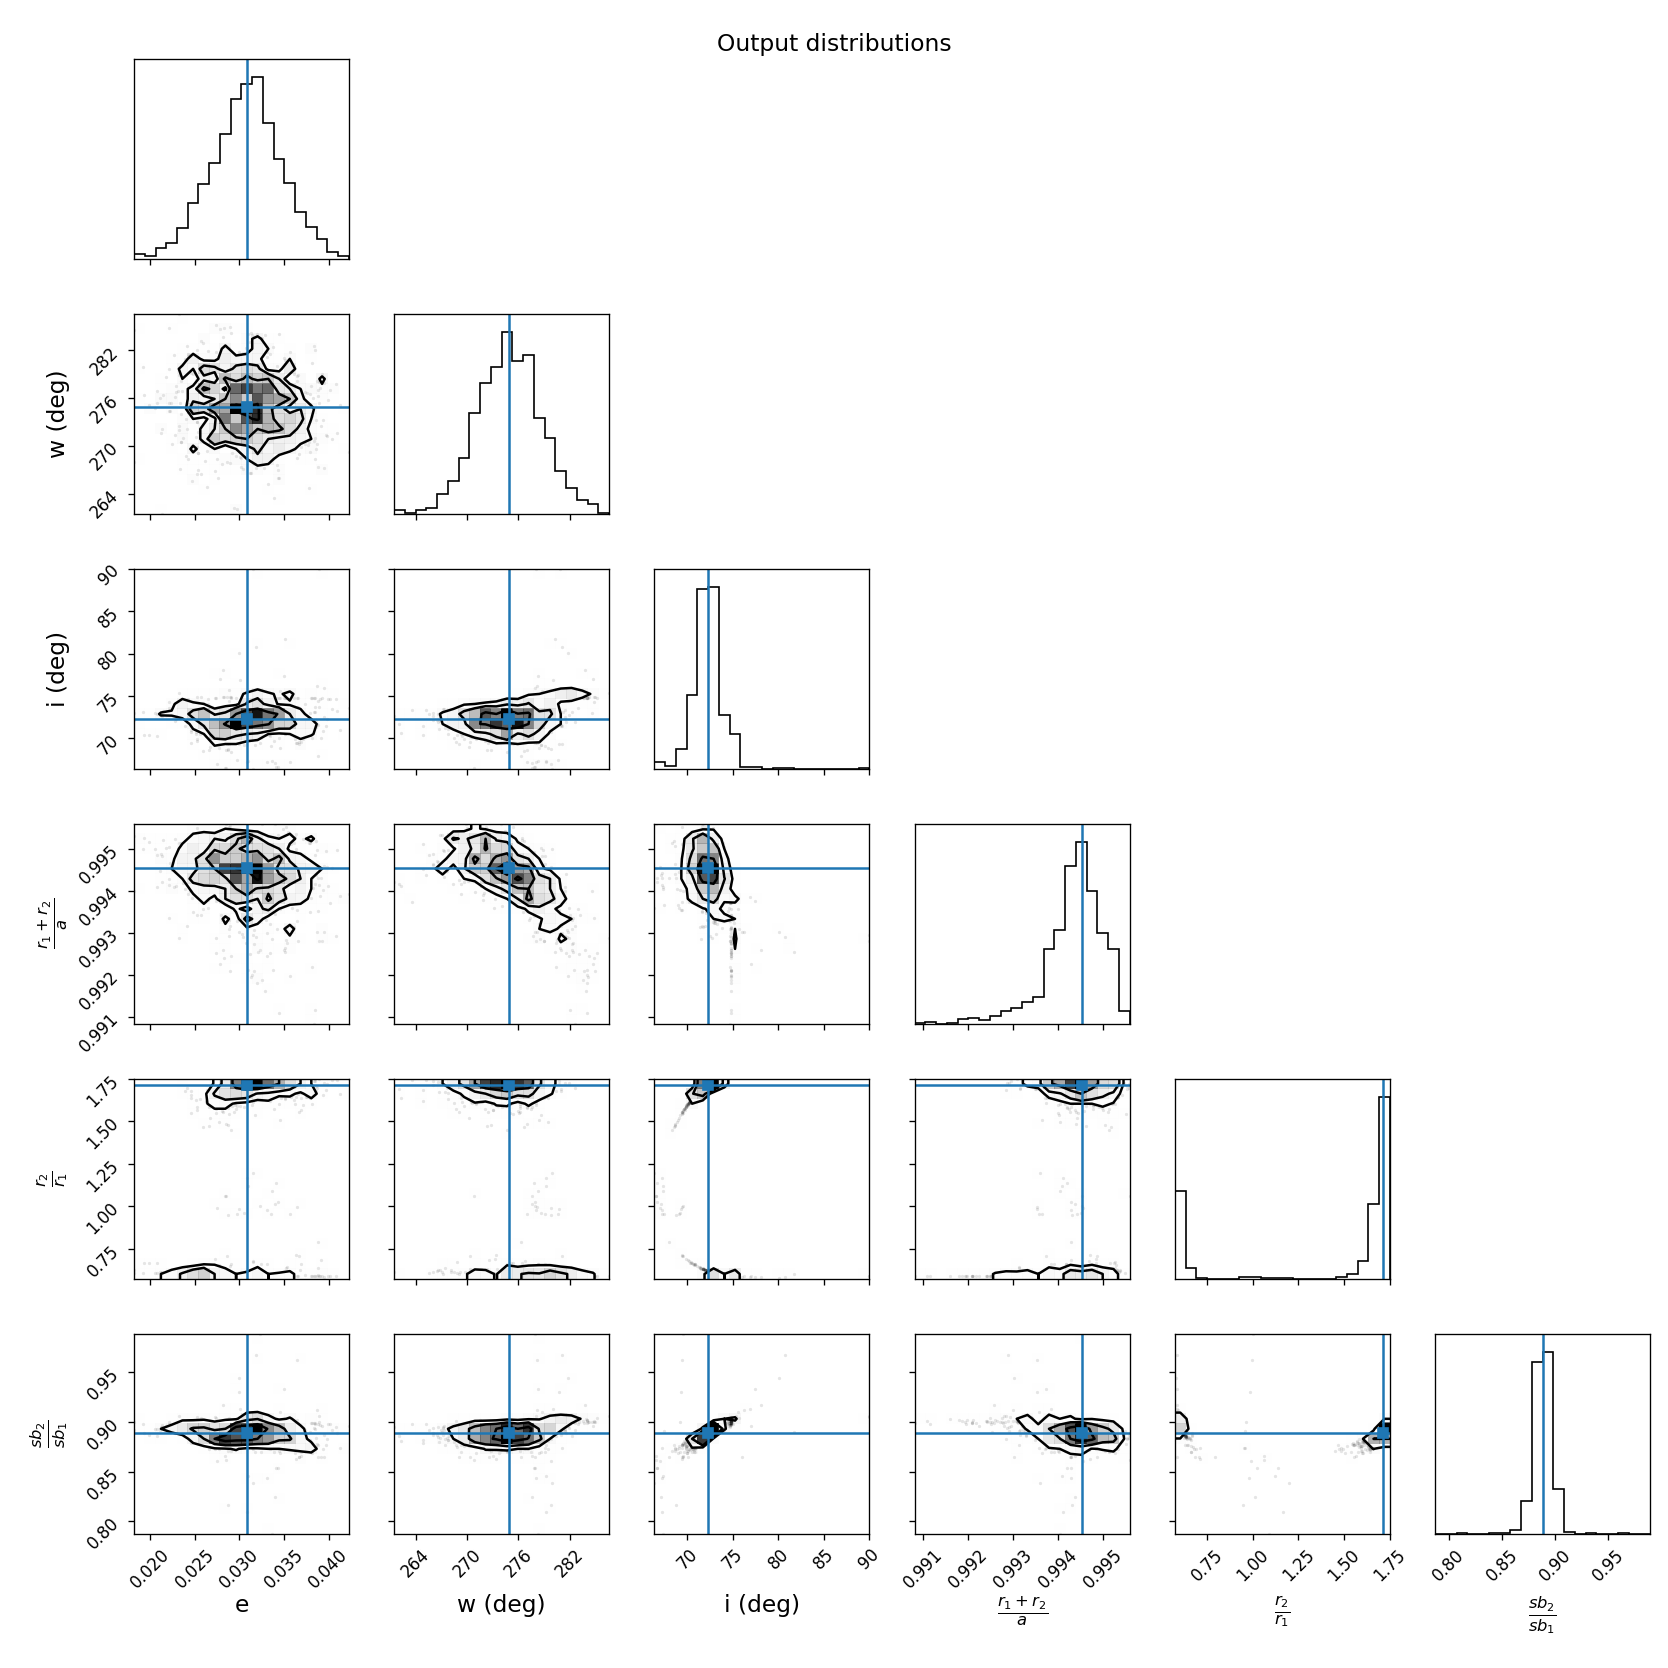 Output distributions
w (deg)
282
276
270
264
i (deg)
90
85
80
75
70
r₁ + r₂
a
0.995
0.994
0.993
0.992
0.991
r₂
r₁
1.75
1.50
1.25
1.00
0.75
sb₂
sb₁
0.95
0.90
0.85
0.80
0.020 0.025 0.030 0.035 0.040
264 270 276 282
70 75 80 85 90
0.991 0.992 0.993 0.994 0.995
0.75 1.00 1.25 1.50 1.75
0.80 0.85 0.90 0.95
e
w (deg)
i (deg)
r₁ + r₂
a
r₂
r₁
sb₂
sb₁